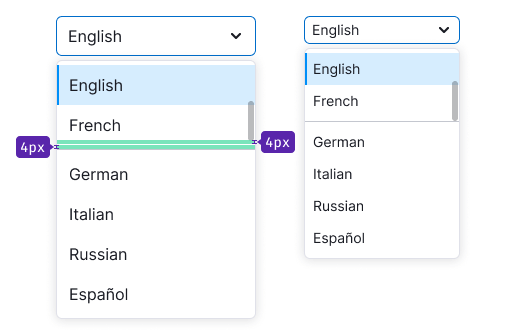 English
English
French
4px
4px
German
Italian
Russian
Español
English
English
French
German
Italian
Russian
Español